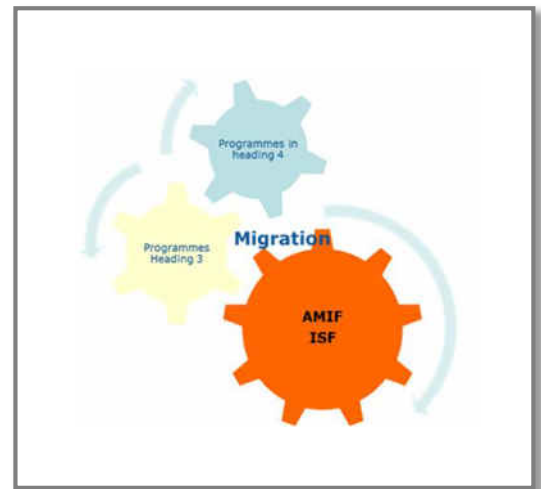 Programmes in
heading 4
Migration
Programmes
Heading 3
AMIF
ISF